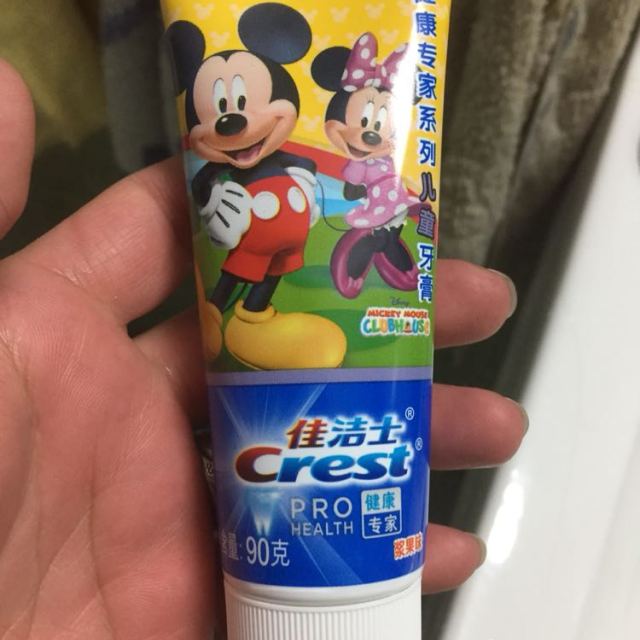 健康专家系列儿童牙膏
Disney
MICKEY MOUSE
CLUBHOUSE
佳洁士®
Crest®
PRO
HEALTH
健康
专家
量:90克
浆果味